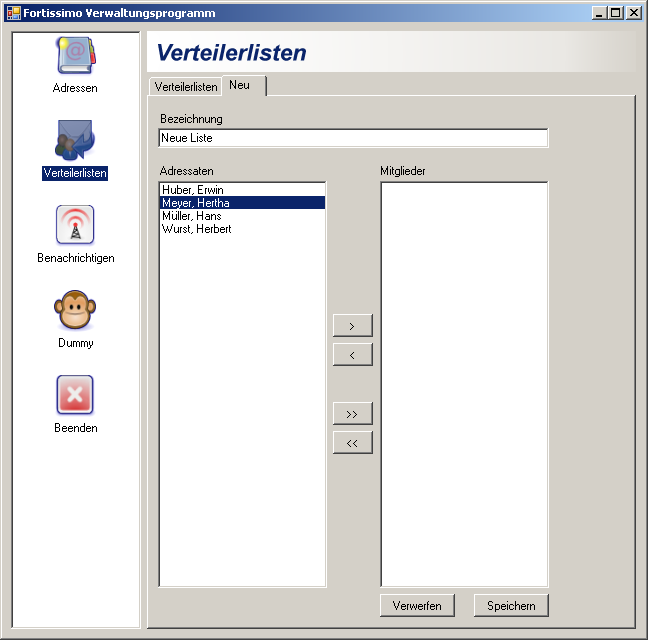 Fortissimo Verwaltungsprogramm
Adressen
Verteilerlisten
Benachrichtigen
Dummy
Beenden
Verteilerlisten
Verteilerlisten Neu
Bezeichnung
Neue Liste
Adressaten
Huber, Erwin
Meyer, Hertha
Müller, Hans
Wurst, Herbert
>
<
>>
<<
Mitglieder
Verwerfen Speichern